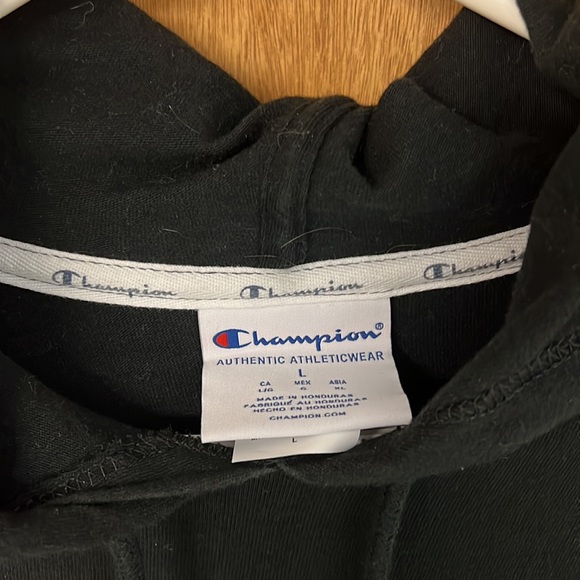 Champion Champion Champi
Champion®
AUTHENTIC ATHLETICWEAR
L
CA MEX ASIA
L/G G XL
MADE IN HONDURAS
FABRIQUÉ AU HONDURAS
HECHO EN HONDURAS
CHAMPION.COM
L